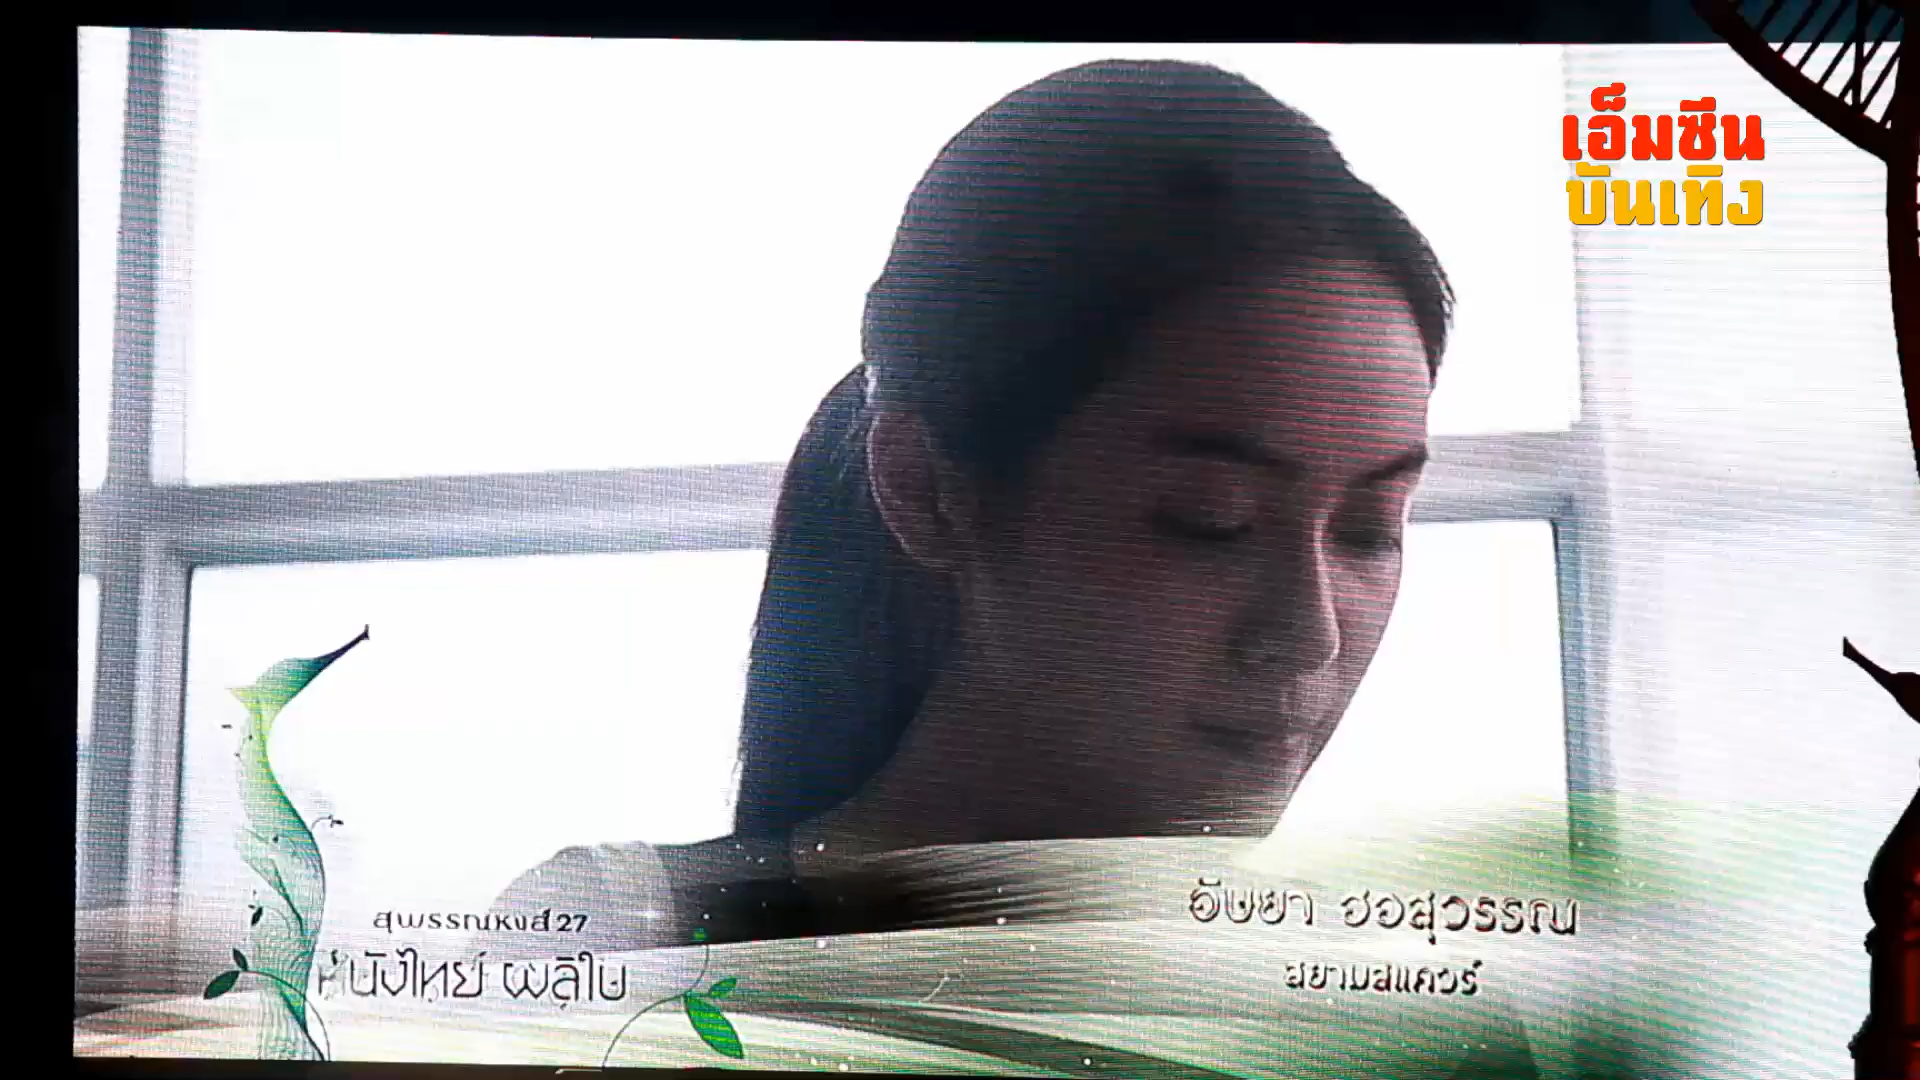 เอ็มซีน
บันเทิง
สุพรรณหงส์ 27
หนังไทย ผลิใบ
อัษยา ฮอสุวรรณ
สยามสแควร์